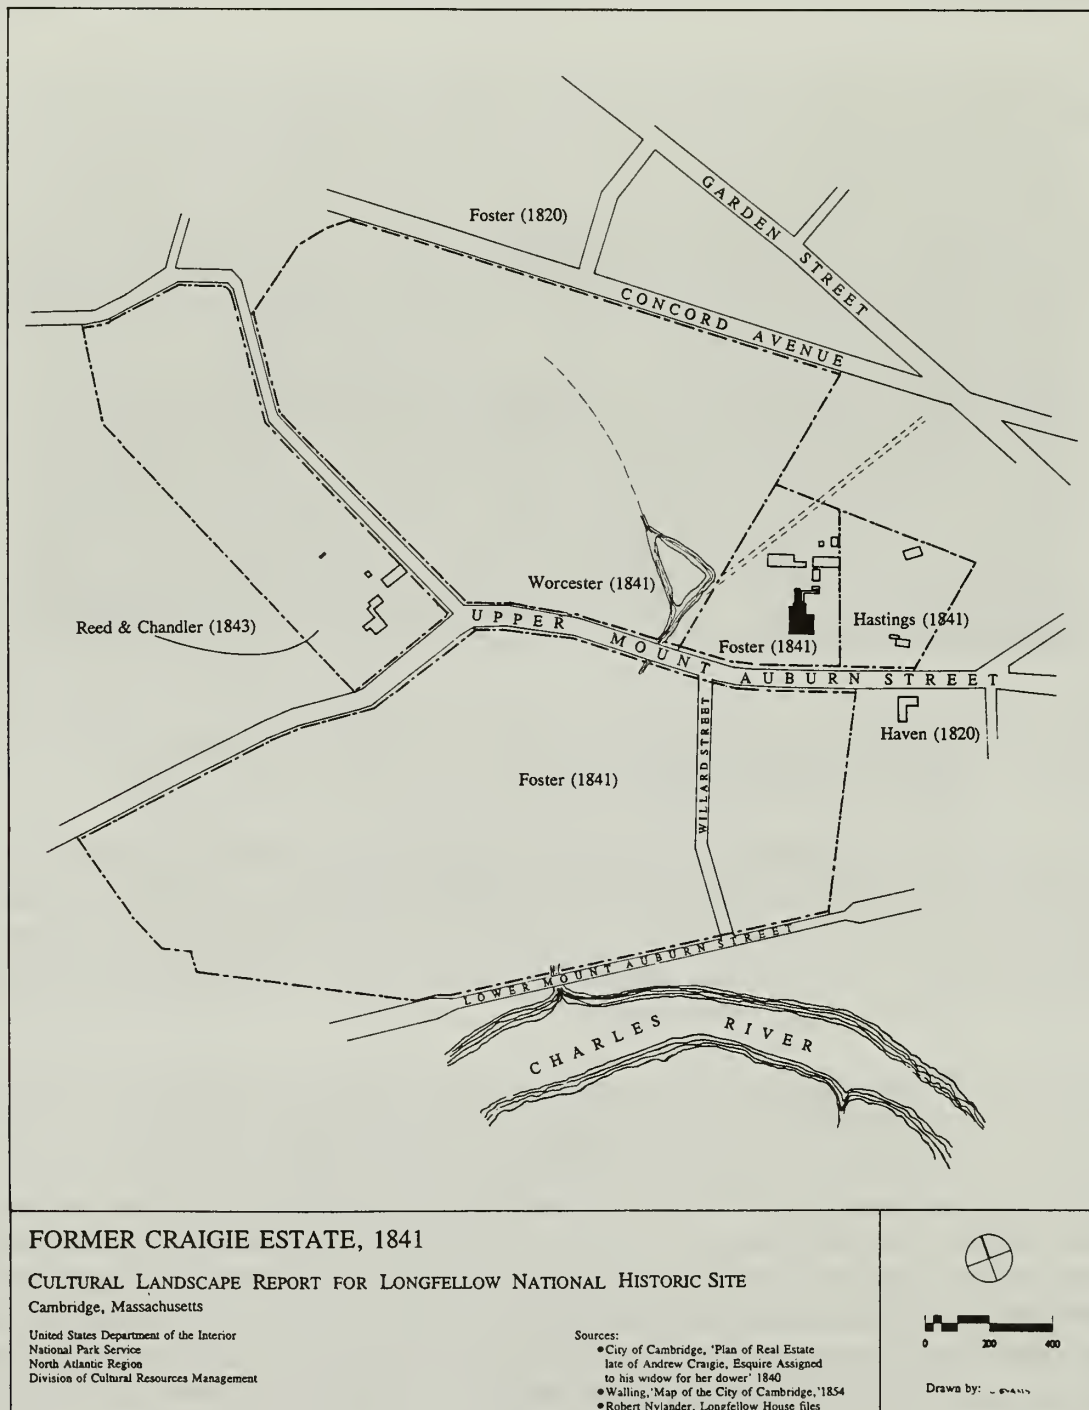 GARDEN STREET
Foster (1820)
CONCORD AVENUE
Worcester (1841)
Hastings (1841)
Reed & Chandler (1843)
Foster (1841)
UPPER MOUNT AUBURN STREET
Haven (1820)
WILLARD STREET
Foster (1841)
LOWER MOUNT AUBURN STREET
CHARLES RIVER
FORMER CRAIGIE ESTATE, 1841
CULTURAL LANDSCAPE REPORT FOR LONGFELLOW NATIONAL HISTORIC SITE
Cambridge, Massachusetts
United States Department of the Interior
National Park Service
North Atlantic Region
Division of Cultural Resources Management
Sources:
•City of Cambridge, 'Plan of Real Estate
late of Andrew Craigie, Esquire Assigned
to his widow for her dower' 1840
•Walling,'Map of the City of Cambridge,'1854
•Robert Nylander, Longfellow House files
0 200 400
Drawn by: